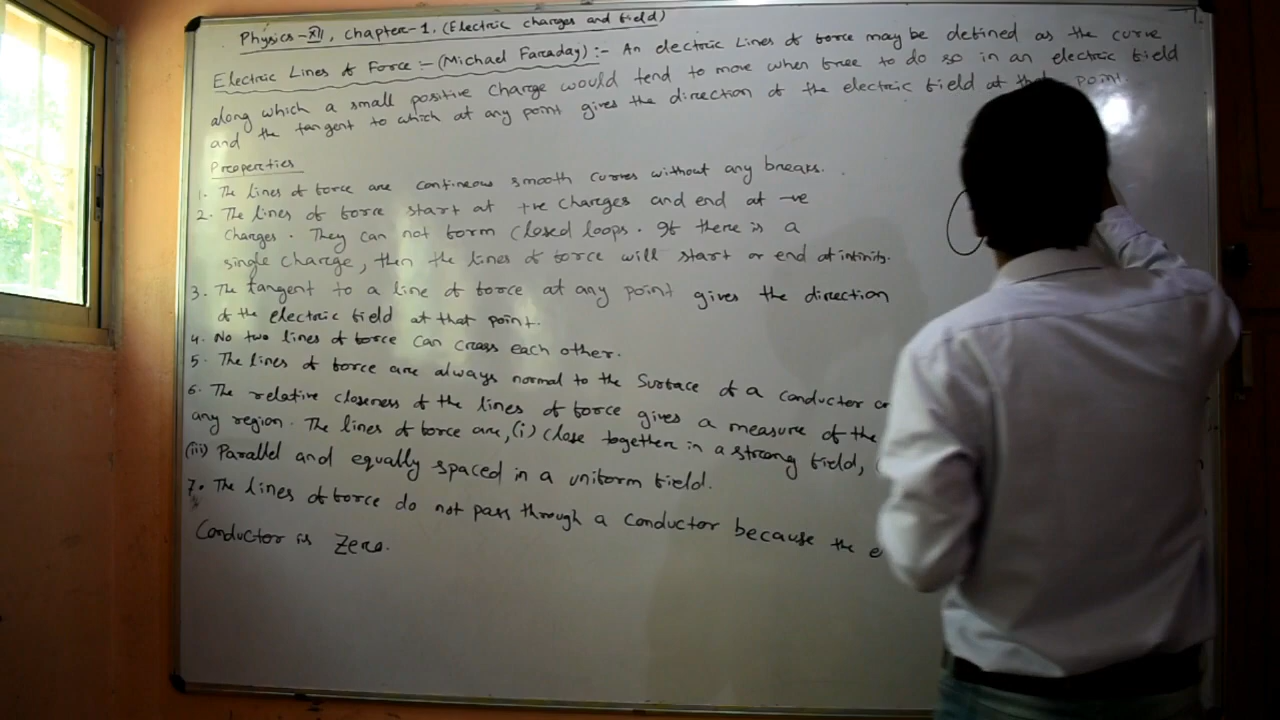 Physics-XII, chapter-1. (Electric charges and field)
Electric Lines of Force :- (Michael Faraday) :- An electric Lines of force may be defined as the curve
along which a small positive charge would tend to move when free to do so in an electric field
and the tangent to which at any point gives the direction of the electric field at that point.
Properties
1. The lines of force are continuous smooth curves without any breaks.
2. The lines of force start at +ve charges and end at -ve
charges. They can not form closed loops. If there is a
single charge, then the lines of force will start or end at infinity.
3. The tangent to a line of force at any point gives the direction
of the electric field at that point.
4. No two lines of force can cross each other.
5. The lines of force are always normal to the surface of a conductor
6. The relative closeness of the lines of force gives a measure of the
any region. The lines of force are, (i) close together in a strong field,
(iii) Parallel and equally spaced in a uniform field.
7. The lines of force do not pass through a conductor because the
Conductor is Zero.